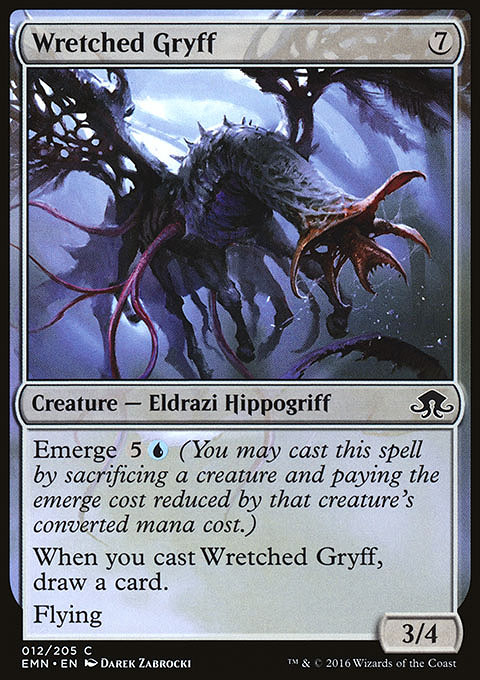 Wretched Gryff 7
Creature — Eldrazi Hippogriff
Emerge 5 (You may cast this spell
by sacrificing a creature and paying the
emerge cost reduced by that creature's
converted mana cost.)
When you cast Wretched Gryff,
draw a card.
Flying
3/4
012/205 C
EMN • EN Darek Zabrocki
™ & © 2016 Wizards of the Coast